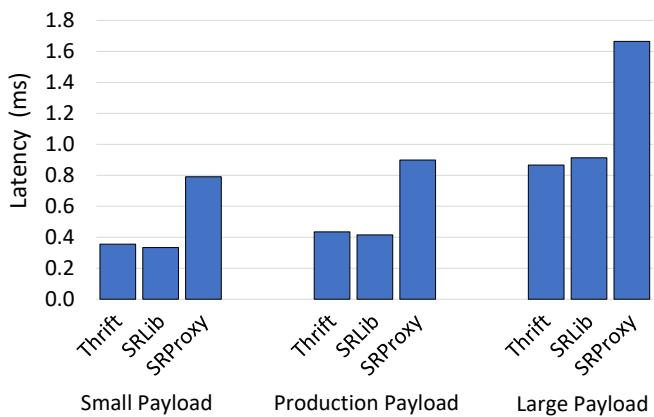 Latency (ms)
1.8
1.6
1.4
1.2
1.0
0.8
0.6
0.4
0.2
0.0
Thrift
SRLib
SRProxy
Thrift
SRLib
SRProxy
Thrift
SRLib
SRProxy
Small Payload
Production Payload
Large Payload